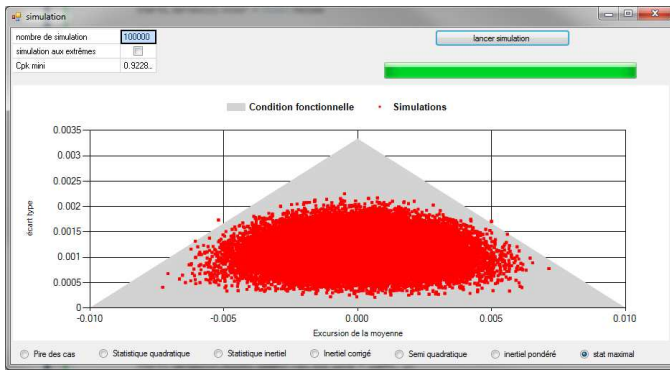 simulation
nombre de simulation 100000
lancer simulation
simulation aux extrêmes
Cpk mini 0.9228..
Condition fonctionnelle Simulations
0.0035
0.003
0.0025
0.002
0.0015
0.001
0.0005
0
écart type
-0.010 -0.005 0.000 0.005 0.010
Excursion de la moyenne
Pire des cas Statistique quadratique Statistique inertiel Inertiel corrigé Semi quadratique inertiel pondéré stat maximal